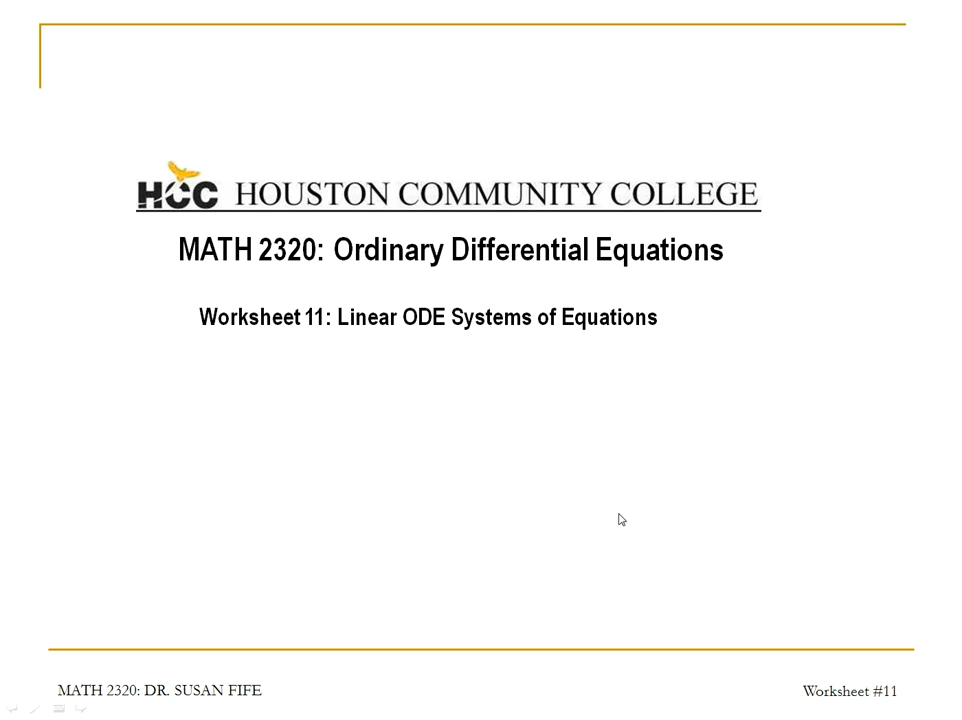 HCC HOUSTON COMMUNITY COLLEGE
MATH 2320: Ordinary Differential Equations
Worksheet 11: Linear ODE Systems of Equations
MATH 2320: DR. SUSAN FIFE
Worksheet #11